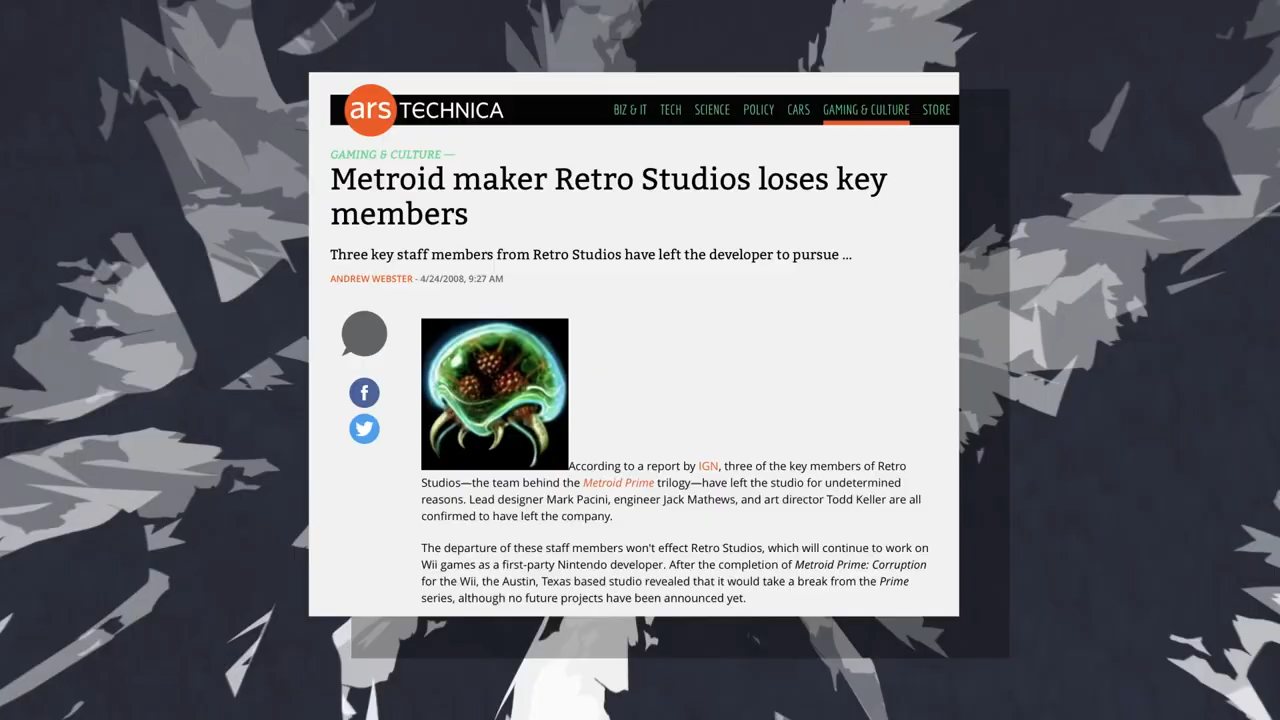 ars TECHNICA
BIZ & IT TECH SCIENCE POLICY CARS GAMING & CULTURE STORE
GAMING & CULTURE —
Metroid maker Retro Studios loses key
members
Three key staff members from Retro Studios have left the developer to pursue ...
ANDREW WEBSTER - 4/24/2008, 9:27 AM
According to a report by IGN, three of the key members of Retro
Studios—the team behind the Metroid Prime trilogy—have left the studio for undetermined
reasons. Lead designer Mark Pacini, engineer Jack Mathews, and art director Todd Keller are all
confirmed to have left the company.
The departure of these staff members won't effect Retro Studios, which will continue to work on
Wii games as a first-party Nintendo developer. After the completion of Metroid Prime: Corruption
for the Wii, the Austin, Texas based studio revealed that it would take a break from the Prime
series, although no future projects have been announced yet.